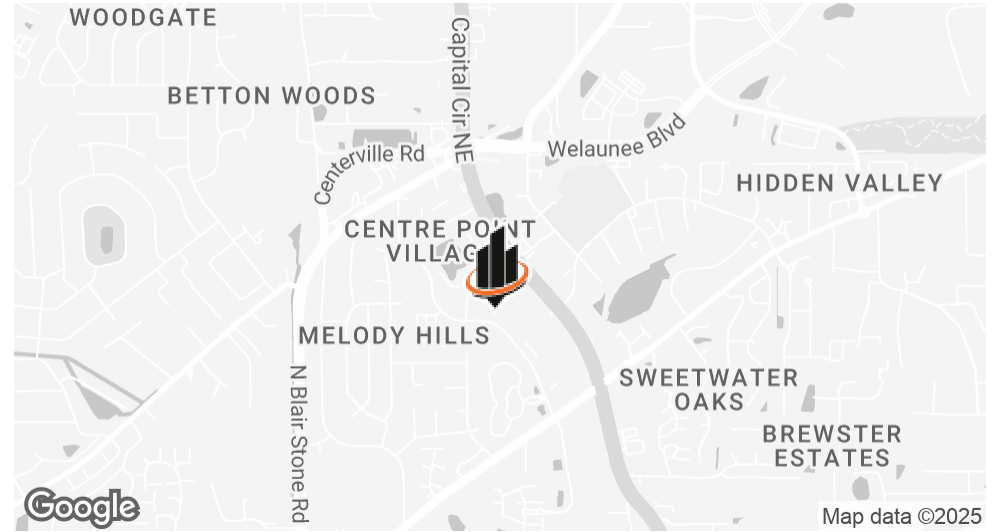 WOODGATE
Capital Cir NE
BETTON WOODS
Centerville Rd
Welaunee Blvd
HIDDEN VALLEY
CENTRE POINT
VILLAG
MELODY HILLS
N Blair Stone Rd
SWEETWATER
OAKS
BREWSTER
ESTATES
Google
Map data ©2025